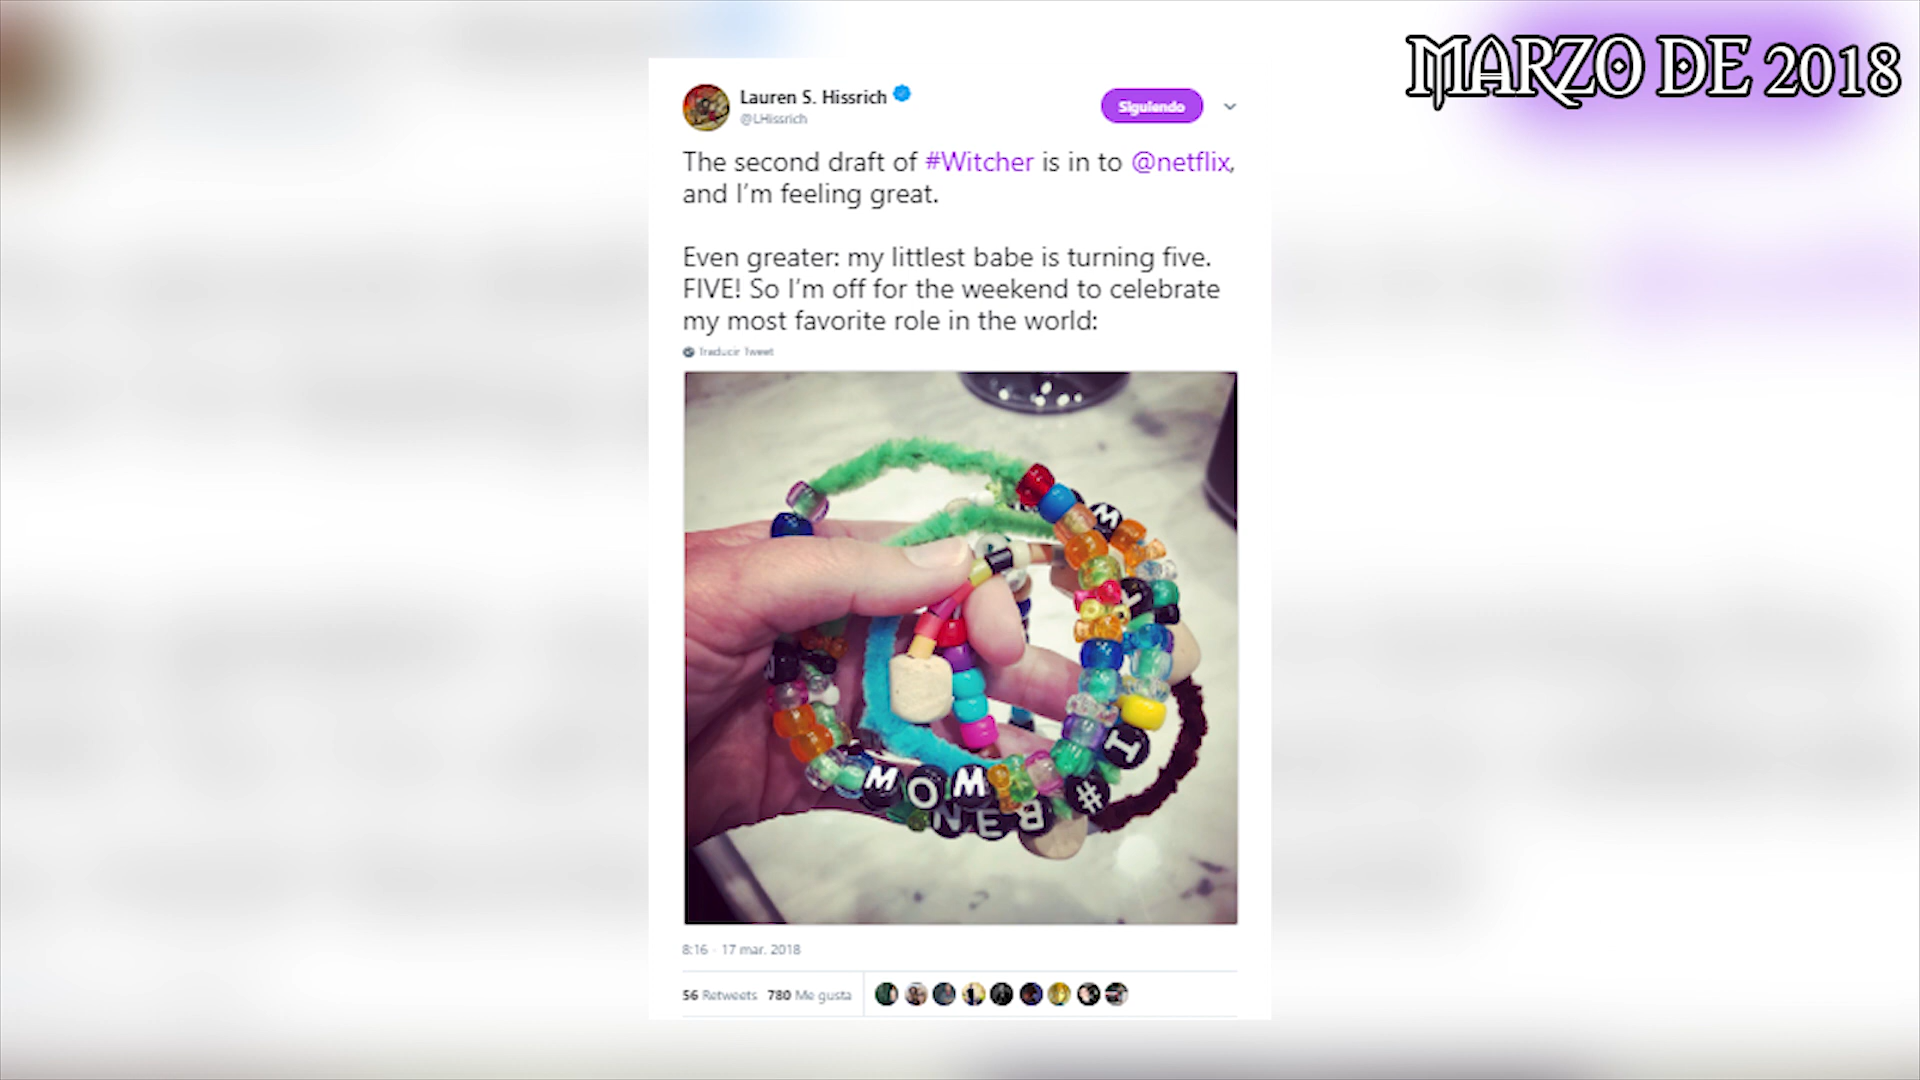 MARZO DE 2018
Lauren S. Hissrich
@LHissrich
Siguiendo
The second draft of #Witcher is in to @netflix,
and I’m feeling great.
Even greater: my littlest babe is turning five.
FIVE! So I’m off for the weekend to celebrate
my most favorite role in the world:
Traducir Tweet
M
I
MOM
#
BEN
8:16 · 17 mar. 2018
56 Retweets 780 Me gusta